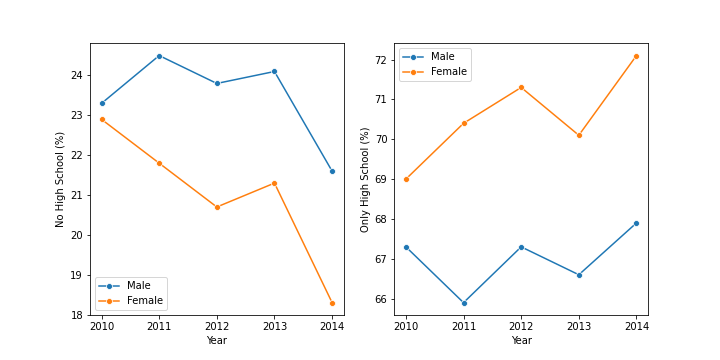 No High School (%)
24
23
22
21
20
19
18
2010 2011 2012 2013 2014
Year
Male
Female
Only High School (%)
72
71
70
69
68
67
66
2010 2011 2012 2013 2014
Year
Male
Female